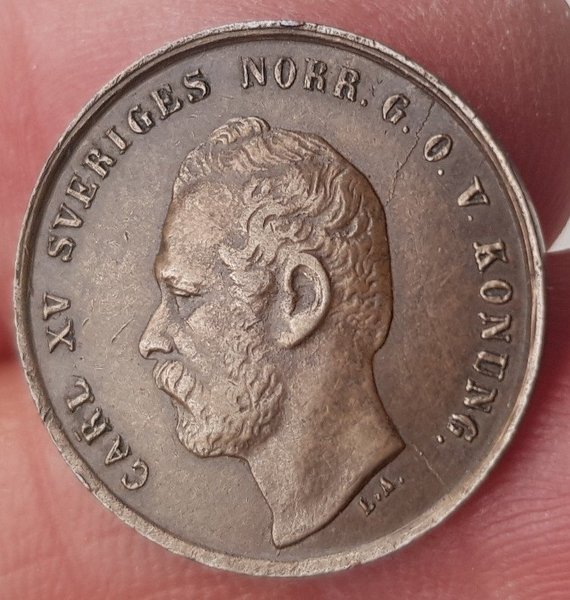 CARL XV SVERIGES NORR. G. O. V. KONUNG.
L.A.